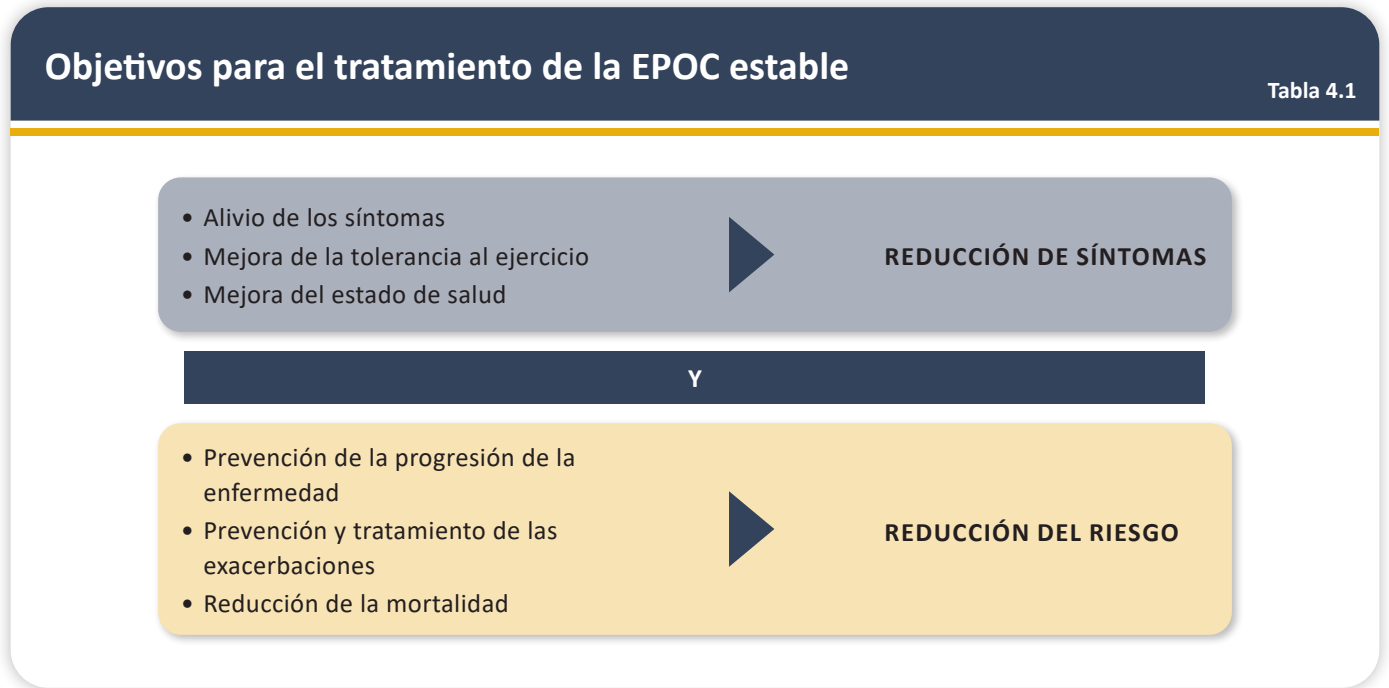 Objetivos para el tratamiento de la EPOC estable
Tabla 4.1
• Alivio de los síntomas
• Mejora de la tolerancia al ejercicio
• Mejora del estado de salud
REDUCCIÓN DE SÍNTOMAS
Y
• Prevención de la progresión de la
enfermedad
• Prevención y tratamiento de las
exacerbaciones
• Reducción de la mortalidad
REDUCCIÓN DEL RIESGO